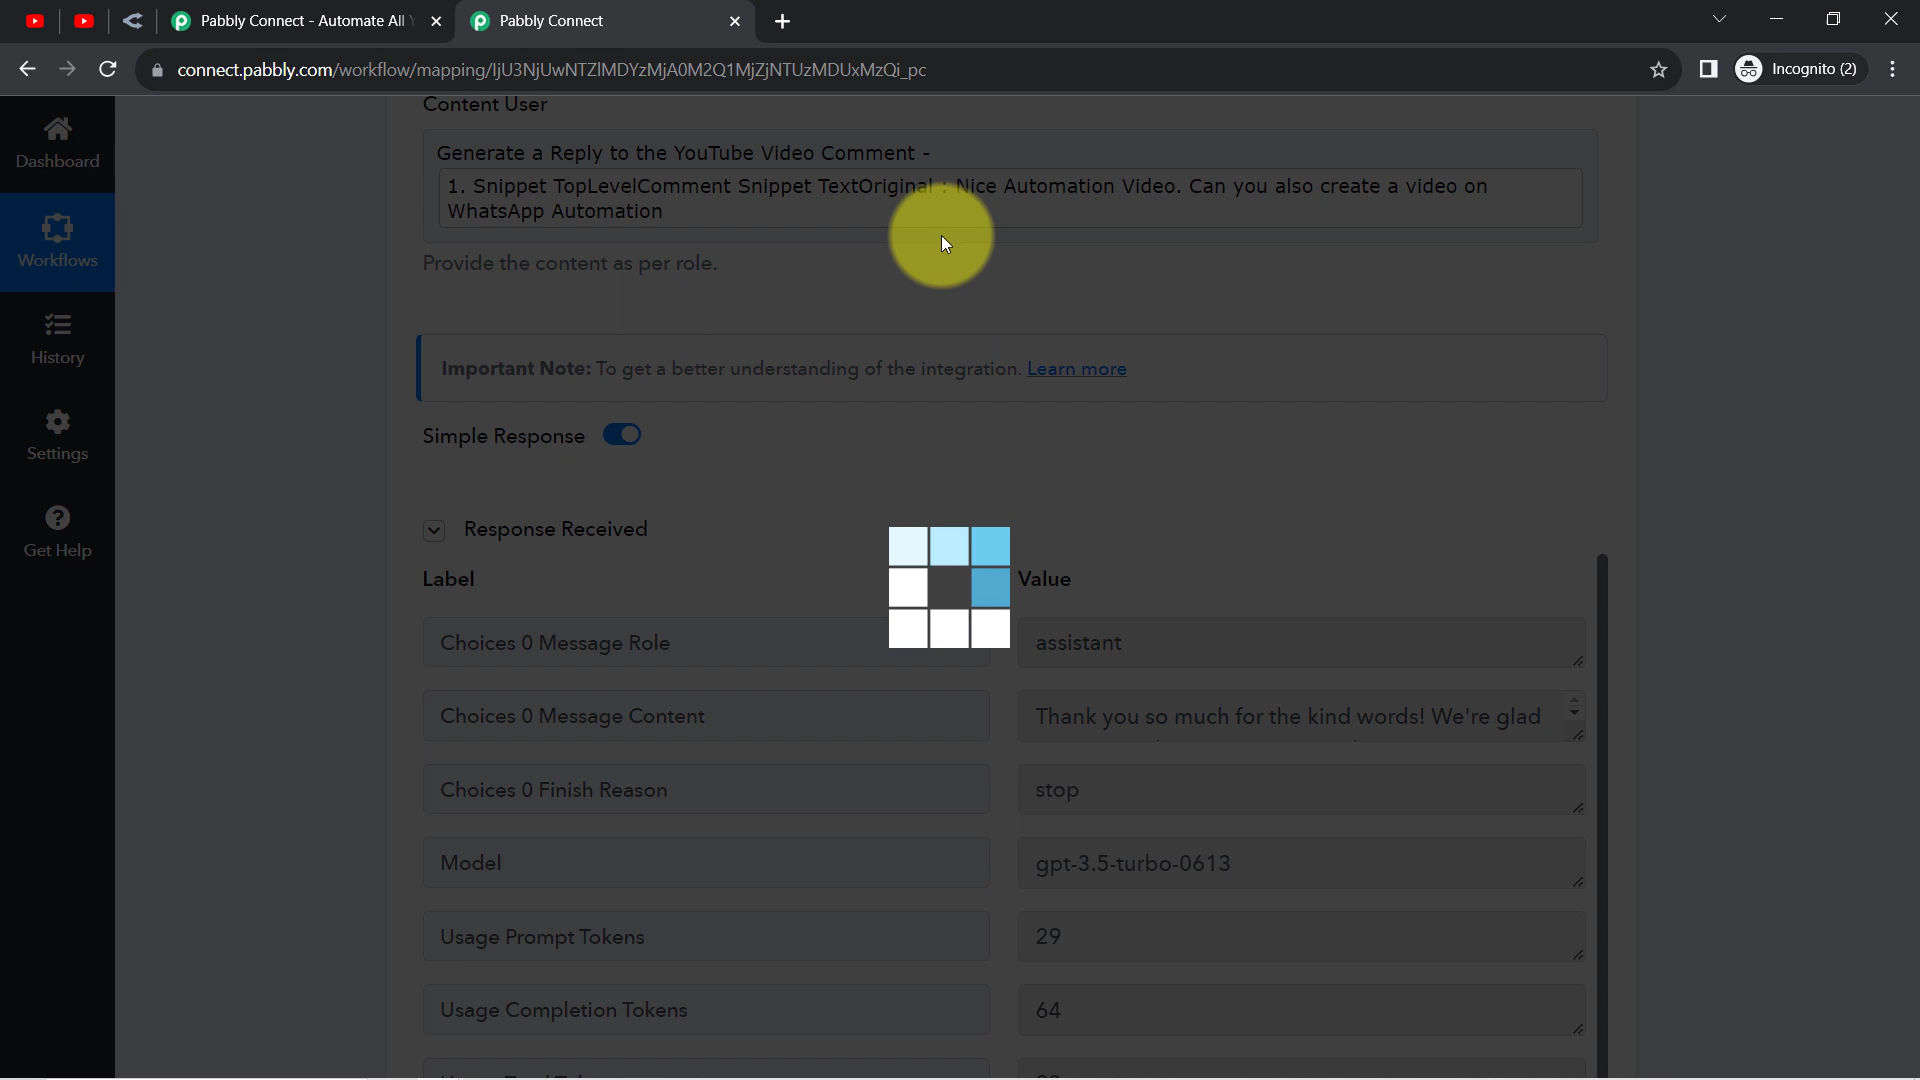 Pabbly Connect - Automate All
Pabbly Connect
connect.pabbly.com/workflow/mapping/IjU3NjUwNTZlMDYzMjA0M2Q1MjZjNTUzMDUxMzQi_pc
Incognito (2)
Dashboard
Workflows
History
Settings
Get Help
Content User
Generate a Reply to the YouTube Video Comment -
1. Snippet TopLevelComment Snippet TextOriginal : Nice Automation Video. Can you also create a video on
WhatsApp Automation
Provide the content as per role.
Important Note: To get a better understanding of the integration. Learn more
Simple Response
Response Received
Label
Value
Choices 0 Message Role
assistant
Choices 0 Message Content
Thank you so much for the kind words! We're glad
Choices 0 Finish Reason
stop
Model
gpt-3.5-turbo-0613
Usage Prompt Tokens
29
Usage Completion Tokens
64